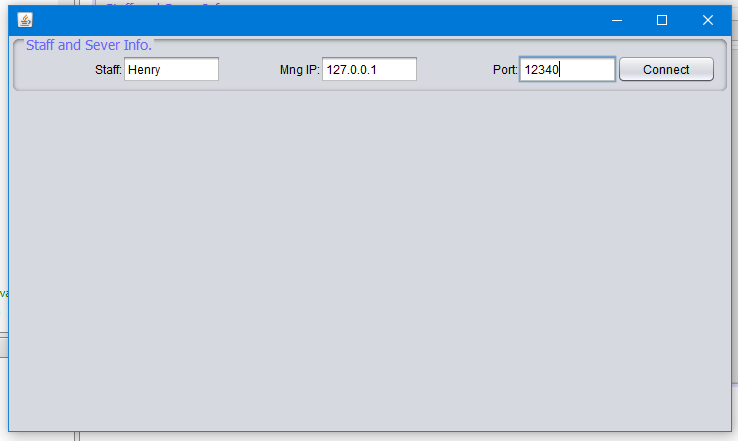 Staff and Sever Info.
Staff: Henry Mng IP: 127.0.0.1 Port: 12340 Connect